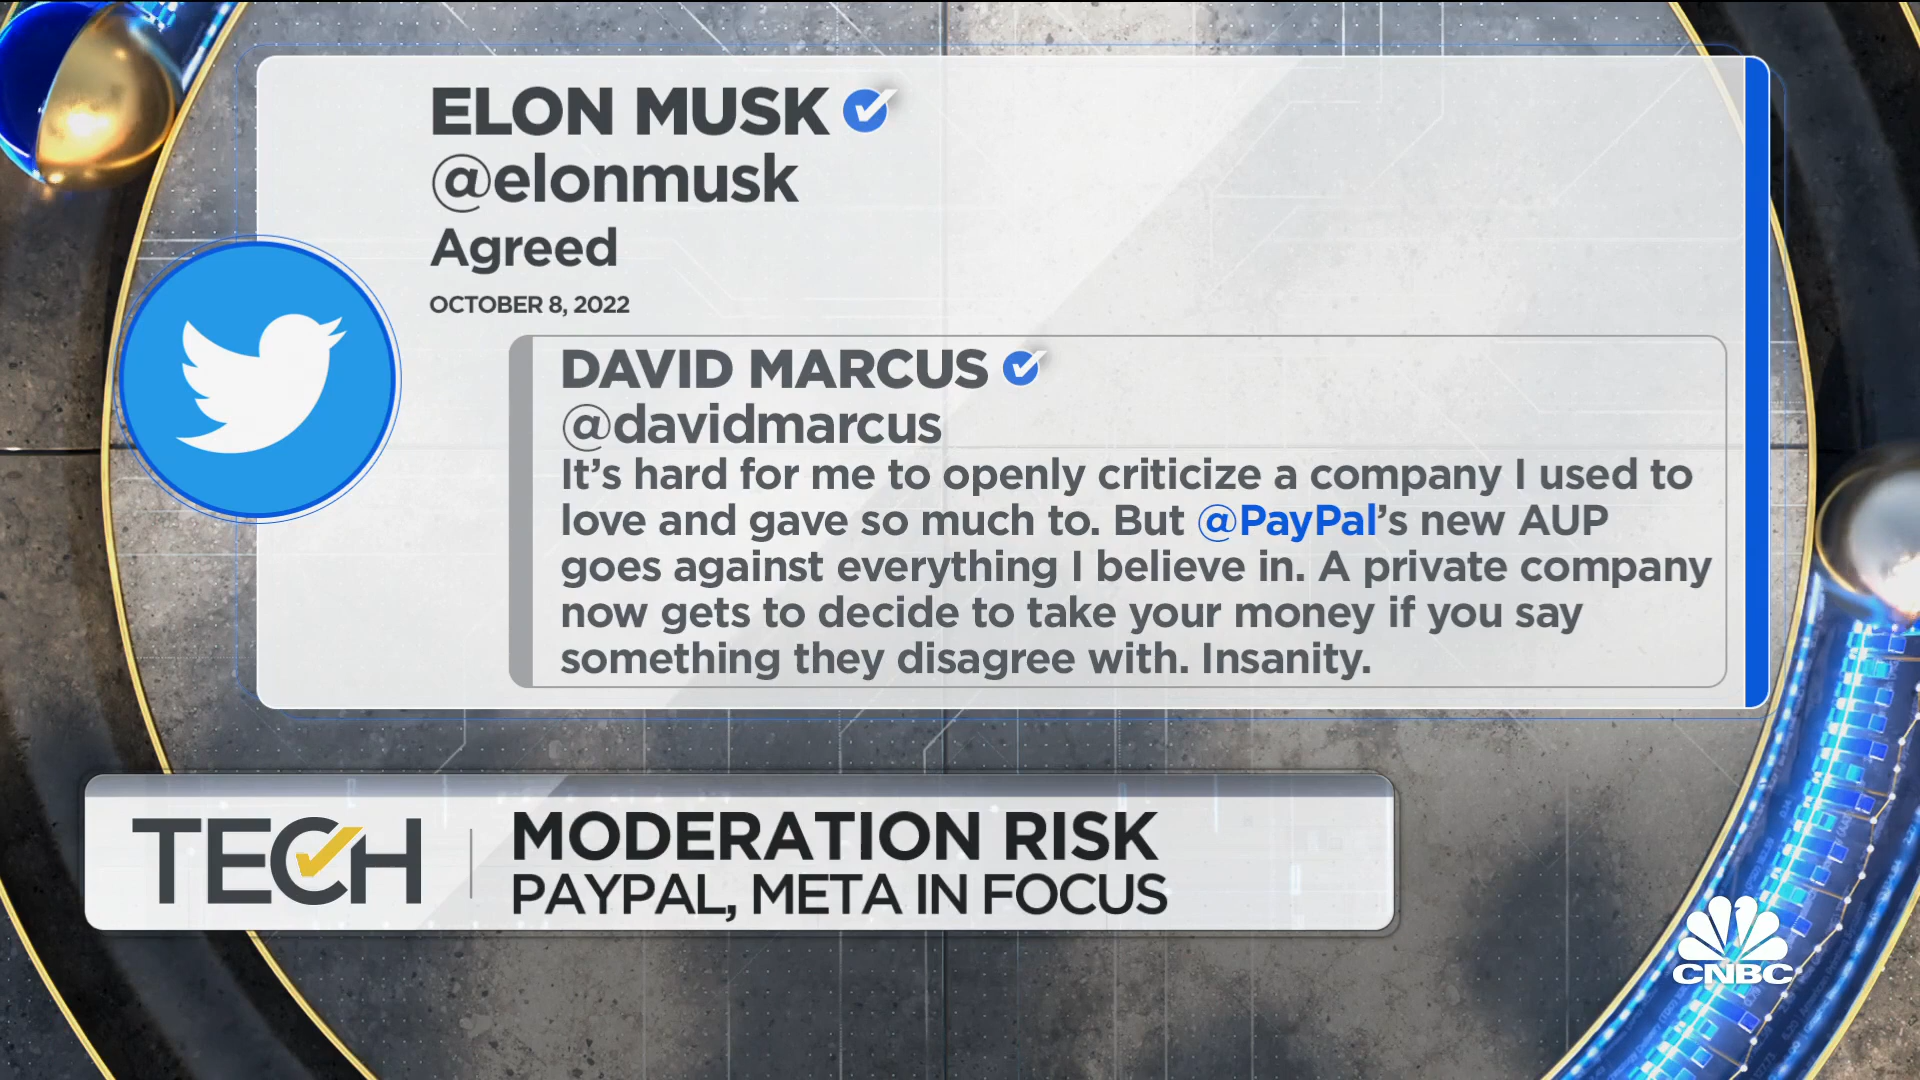 ELON MUSK
@elonmusk
Agreed
OCTOBER 8, 2022
DAVID MARCUS
@davidmarcus
It’s hard for me to openly criticize a company I used to
love and gave so much to. But @PayPal’s new AUP
goes against everything I believe in. A private company
now gets to decide to take your money if you say
something they disagree with. Insanity.
TECH
MODERATION RISK
PAYPAL, META IN FOCUS
CNBC